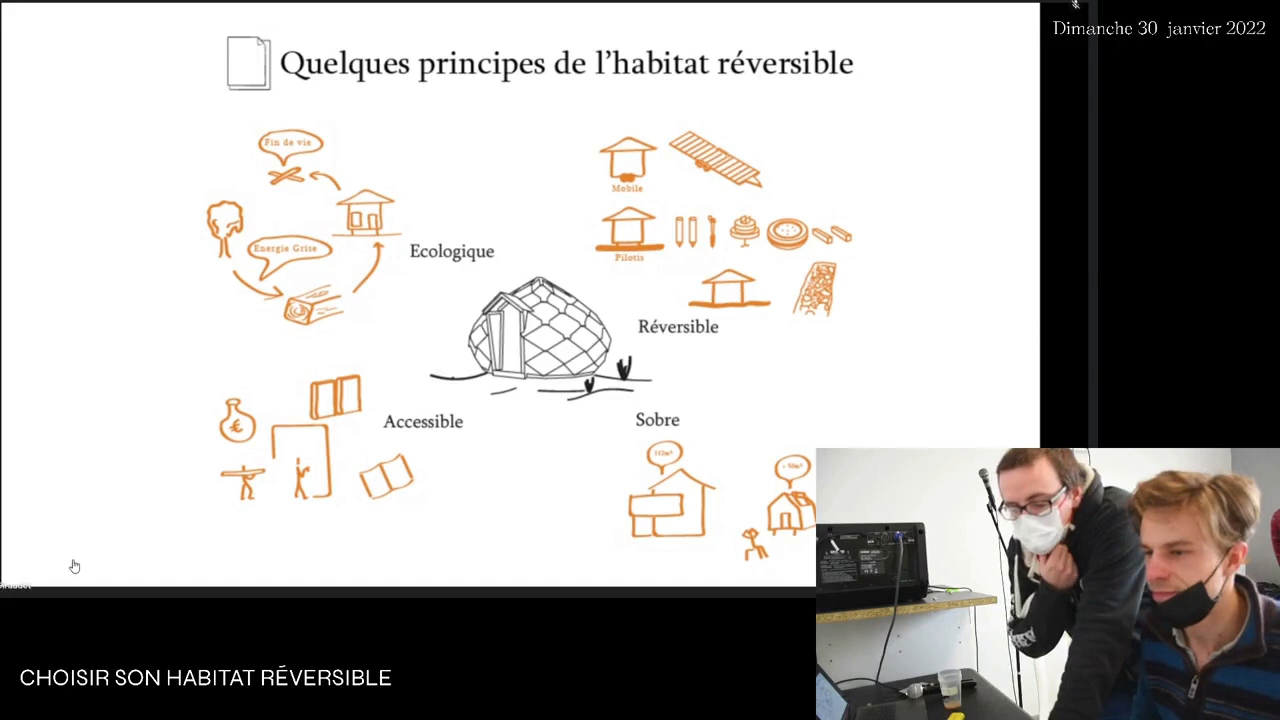 Dimanche 30 janvier 2022
Quelques principes de l'habitat réversible
Fin de vie
Mobile
Energie Grise
Ecologique
Pilotis
Réversible
Accessible
Sobre
€
CHOISIR SON HABITAT RÉVERSIBLE